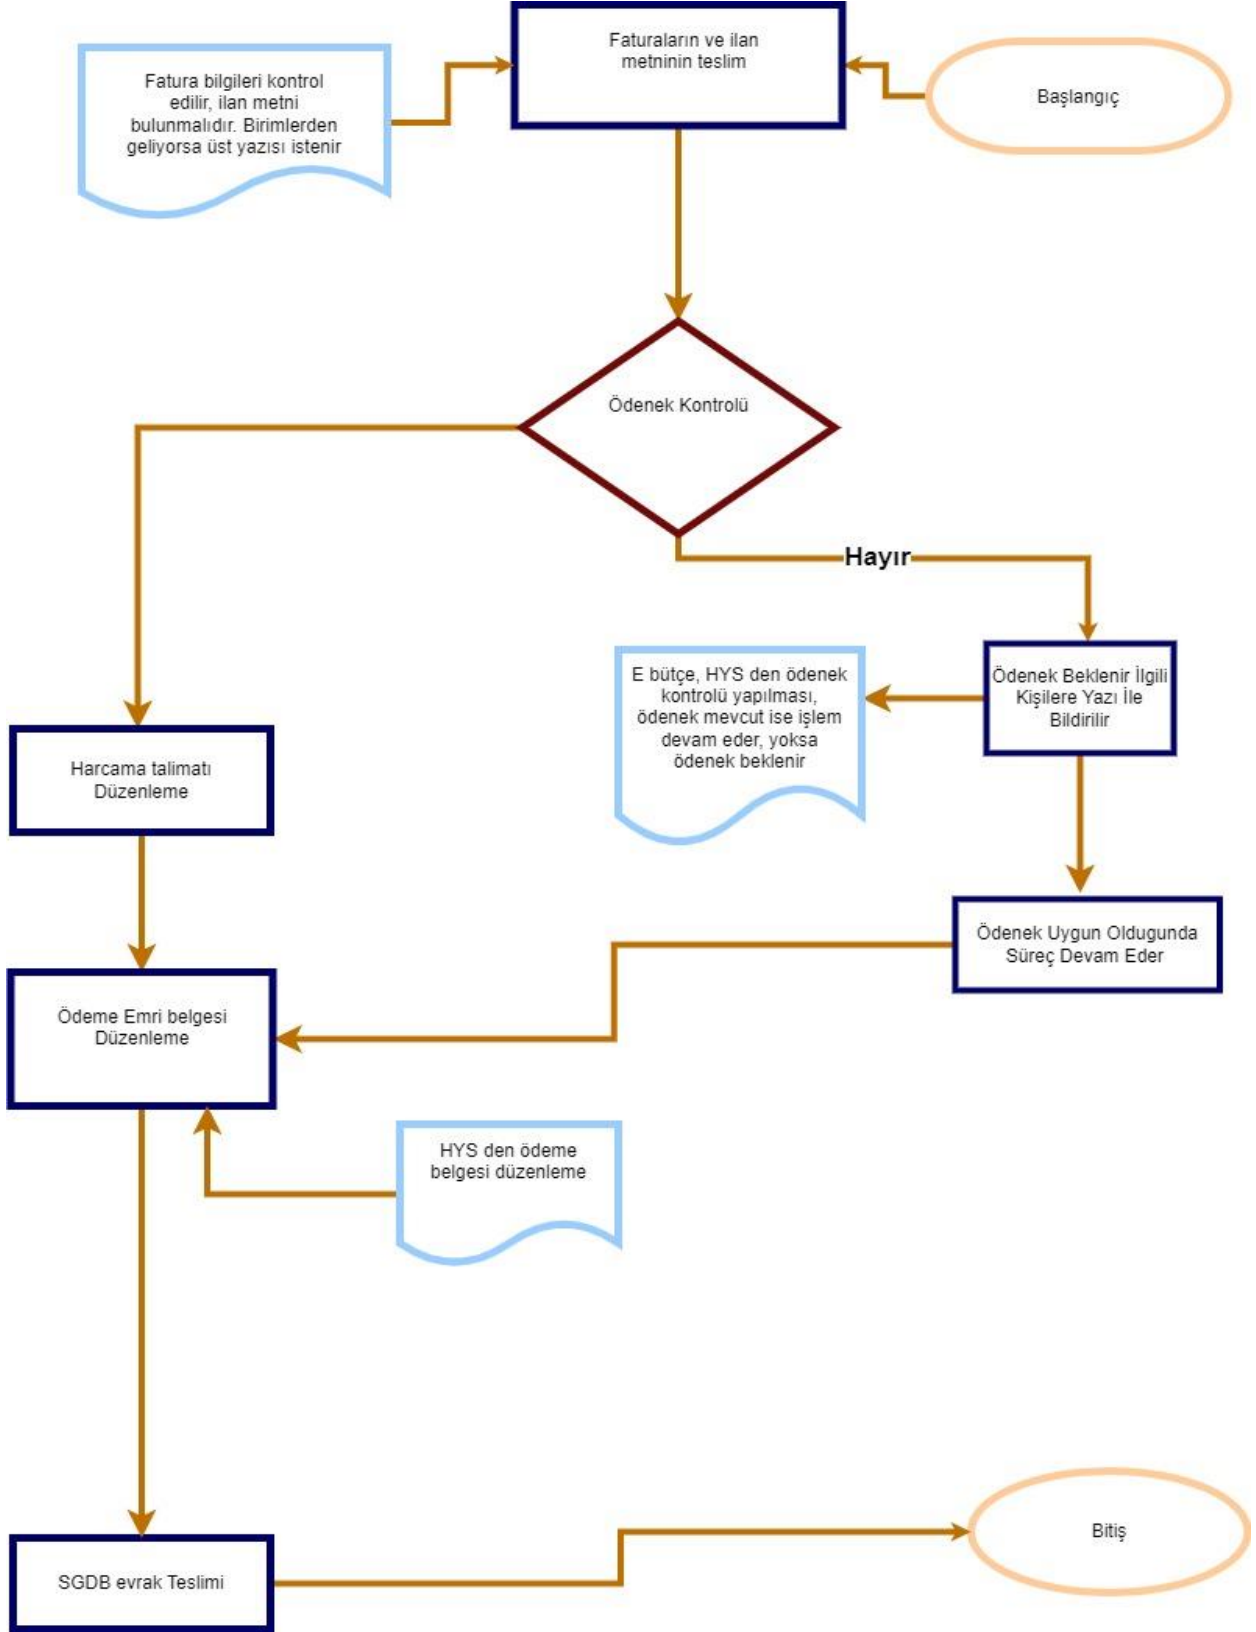 Faturaların ve ilan
metninin teslim
Başlangıç
Fatura bilgileri kontrol
edilir, ilan metni
bulunmalıdır. Birimlerden
geliyorsa üst yazısı istenir
Ödenek Kontrolü
Hayır
Ödenek Beklenir İlgili
Kişilere Yazı İle
Bildirilir
E bütçe, HYS den ödenek
kontrolü yapılması,
ödenek mevcut ise işlem
devam eder, yoksa
ödenek beklenir
Harcama talimatı
Düzenleme
Ödenek Uygun Oldugunda
Süreç Devam Eder
Ödeme Emri belgesi
Düzenleme
HYS den ödeme
belgesi düzenleme
Bitiş
SGDB evrak Teslimi